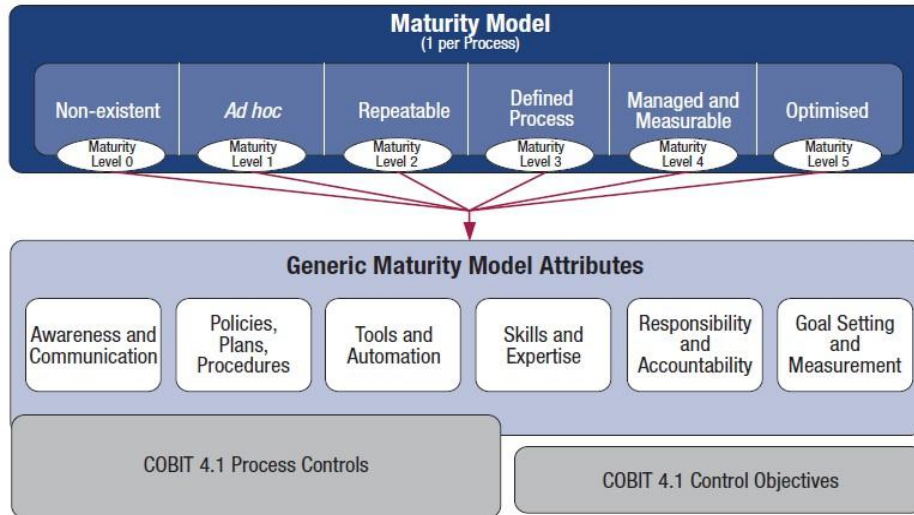 Maturity Model
(1 per Process)
Non-existent
Ad hoc
Repeatable
Defined
Process
Managed and
Measurable
Optimised
Maturity
Level 0
Maturity
Level 1
Maturity
Level 2
Maturity
Level 3
Maturity
Level 4
Maturity
Level 5
Generic Maturity Model Attributes
Awareness and
Communication
Policies,
Plans,
Procedures
Tools and
Automation
Skills and
Expertise
Responsibility
and
Accountability
Goal Setting
and
Measurement
COBIT 4.1 Process Controls
COBIT 4.1 Control Objectives